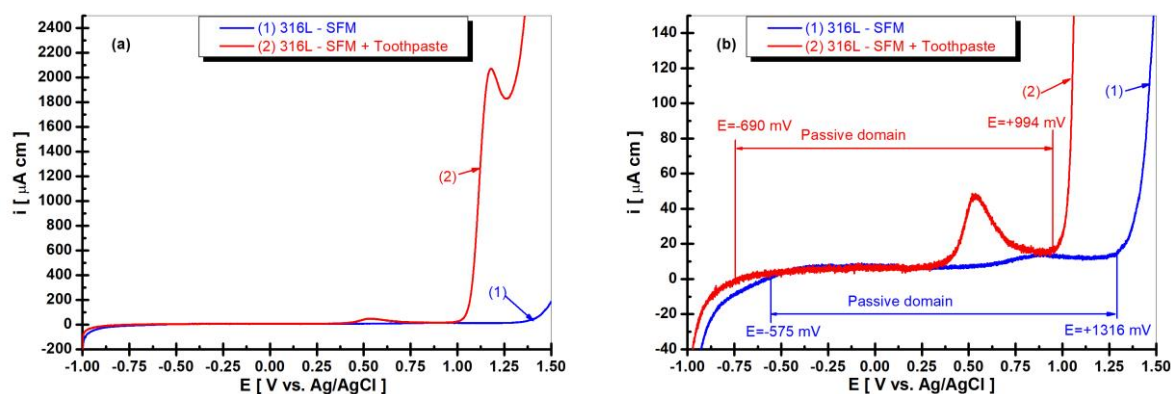 (a)
(1) 316L - SFM
(2) 316L - SFM + Toothpaste
2400
2200
2000
1800
1600
1400
1200
1000
800
600
400
200
0
-200
i [ µA cm
(2)
(1)
-1.00 -0.75 -0.50 -0.25 0.00 0.25 0.50 0.75 1.00 1.25 1.50
E [ V vs. Ag/AgCl ]
(b)
(1) 316L - SFM
(2) 316L - SFM + Toothpaste
140
120
100
80
60
40
20
0
-20
-40
i [ µA cm
(2)
(1)
E=-690 mV
Passive domain
E=+994 mV
Passive domain
E=-575 mV
E=+1316 mV
-1.00 -0.75 -0.50 -0.25 0.00 0.25 0.50 0.75 1.00 1.25 1.50
E [ V vs. Ag/AgCl ]